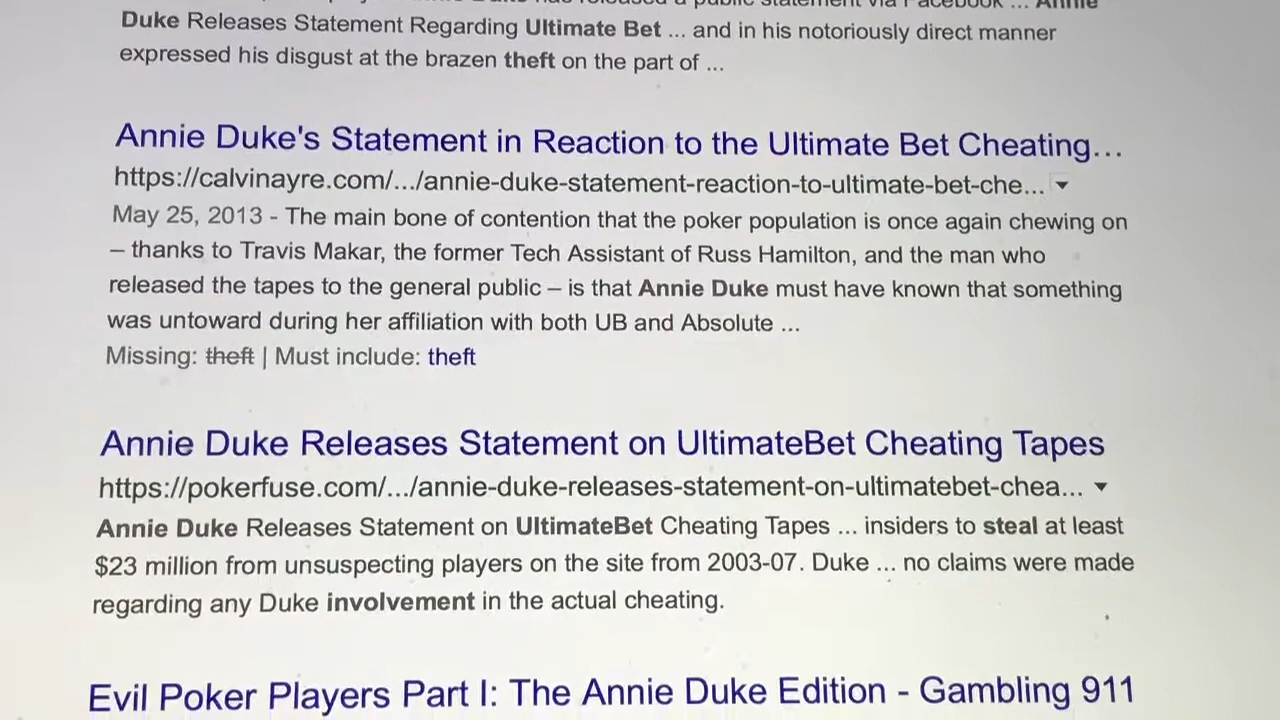 a public statement via Facebook ... Annie
Duke Releases Statement Regarding Ultimate Bet ... and in his notoriously direct manner
expressed his disgust at the brazen theft on the part of ...
Annie Duke's Statement in Reaction to the Ultimate Bet Cheating...
https://calvinayre.com/.../annie-duke-statement-reaction-to-ultimate-bet-che...
May 25, 2013 - The main bone of contention that the poker population is once again chewing on
– thanks to Travis Makar, the former Tech Assistant of Russ Hamilton, and the man who
released the tapes to the general public – is that Annie Duke must have known that something
was untoward during her affiliation with both UB and Absolute ...
Missing: theft | Must include: theft
Annie Duke Releases Statement on UltimateBet Cheating Tapes
https://pokerfuse.com/.../annie-duke-releases-statement-on-ultimatebet-chea...
Annie Duke Releases Statement on UltimateBet Cheating Tapes ... insiders to steal at least
$23 million from unsuspecting players on the site from 2003-07. Duke ... no claims were made
regarding any Duke involvement in the actual cheating.
Evil Poker Players Part I: The Annie Duke Edition - Gambling 911